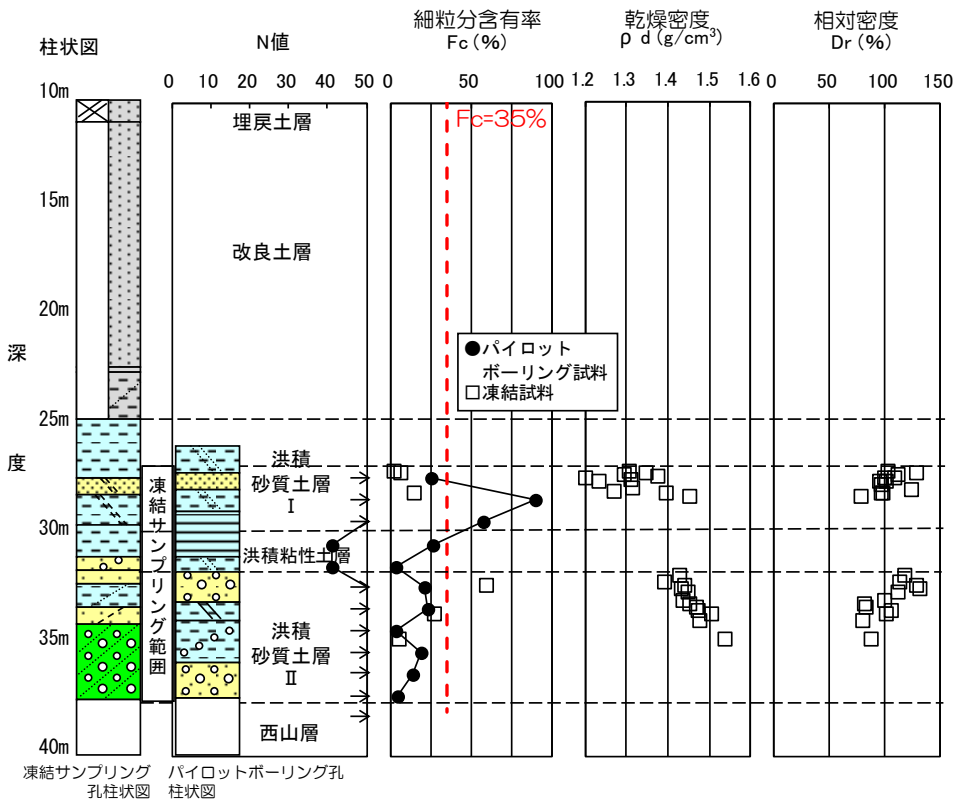 柱状図
N値
細粒分含有率
Fc (%)
乾燥密度
ρ d (g/cm³)
相対密度
Dr (%)
0 10 20 30 40 50
0 50 100
1.2 1.3 1.4 1.5 1.6
0 50 100 150
10m
15m
20m
25m
30m
35m
40m
深
度
埋戻土層
改良土層
Fc=35%
●パイロット
ボーリング試料
□凍結試料
洪積
砂質土層
I
洪積粘性土層
洪積
砂質土層
II
西山層
凍結サンプリング範囲
凍結サンプリング
孔柱状図
パイロットボーリング孔
柱状図